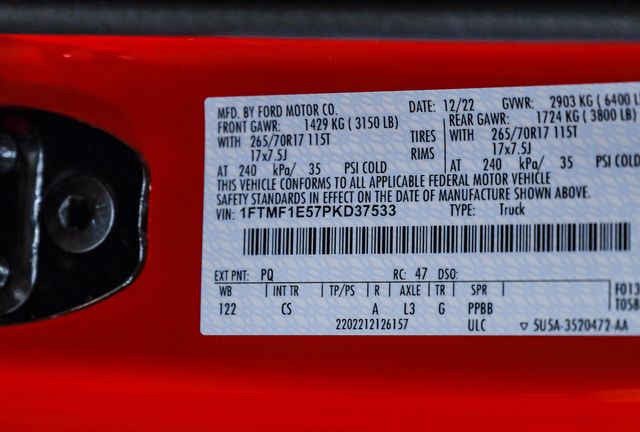 MFD. BY FORD MOTOR CO. DATE: 12/22 GVWR: 2903 KG ( 6400
FRONT GAWR: 1429 KG ( 3150 LB) REAR GAWR: 1724 KG ( 3800 LB)
WITH 265/70R17 115T TIRES WITH 265/70R17 115T
17x7.5J RIMS 17x7.5J
AT 240 kPa/ 35 PSI COLD AT 240 kPa/ 35 PSI COLD
THIS VEHICLE CONFORMS TO ALL APPLICABLE FEDERAL MOTOR VEHICLE
SAFETY STANDARDS IN EFFECT ON THE DATE OF MANUFACTURE SHOWN ABOVE.
VIN: 1FTMF1E57PKD37533 TYPE: Truck
EXT PNT: PQ RC: 47 DSO:
WB INT TR TP/PS R AXLE TR SPR F013
122 CS A L3 G PPBB T058
2202212126157 ULC ▽ 5U5A-3520472-AA